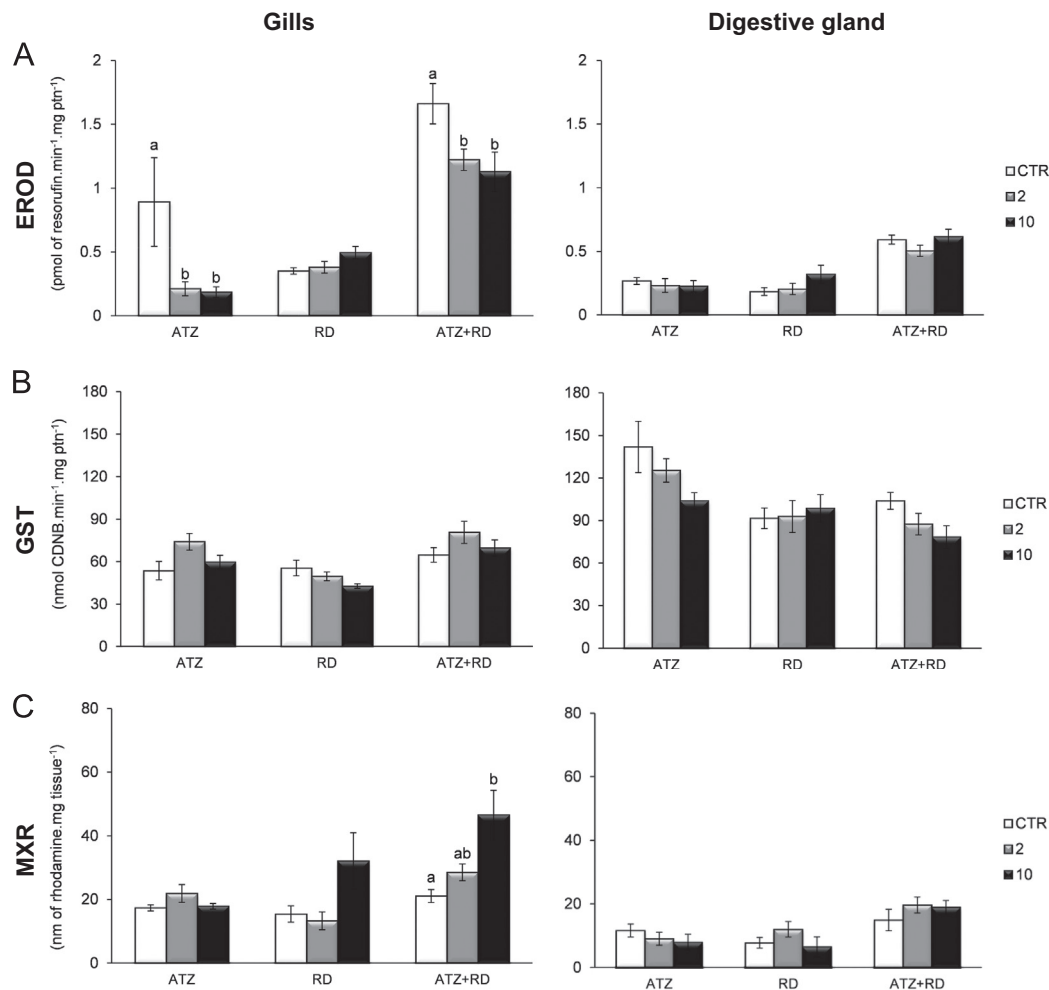 Gills
Digestive gland
A
EROD
(pmol of resorufin.min⁻¹.mg ptn⁻¹)
2
1.5
1
0.5
0
a
b
b
a
b
b
ATZ
RD
ATZ+RD
2
1.5
1
0.5
0
ATZ
RD
ATZ+RD
CTR
2
10
B
GST
(nmol CDNB.min⁻¹.mg ptn⁻¹)
180
150
120
90
60
30
0
ATZ
RD
ATZ+RD
180
150
120
90
60
30
0
ATZ
RD
ATZ+RD
CTR
2
10
C
MXR
(nm of rhodamine.mg tissue⁻¹)
80
60
40
20
0
a
ab
b
ATZ
RD
ATZ+RD
80
60
40
20
0
ATZ
RD
ATZ+RD
CTR
2
10